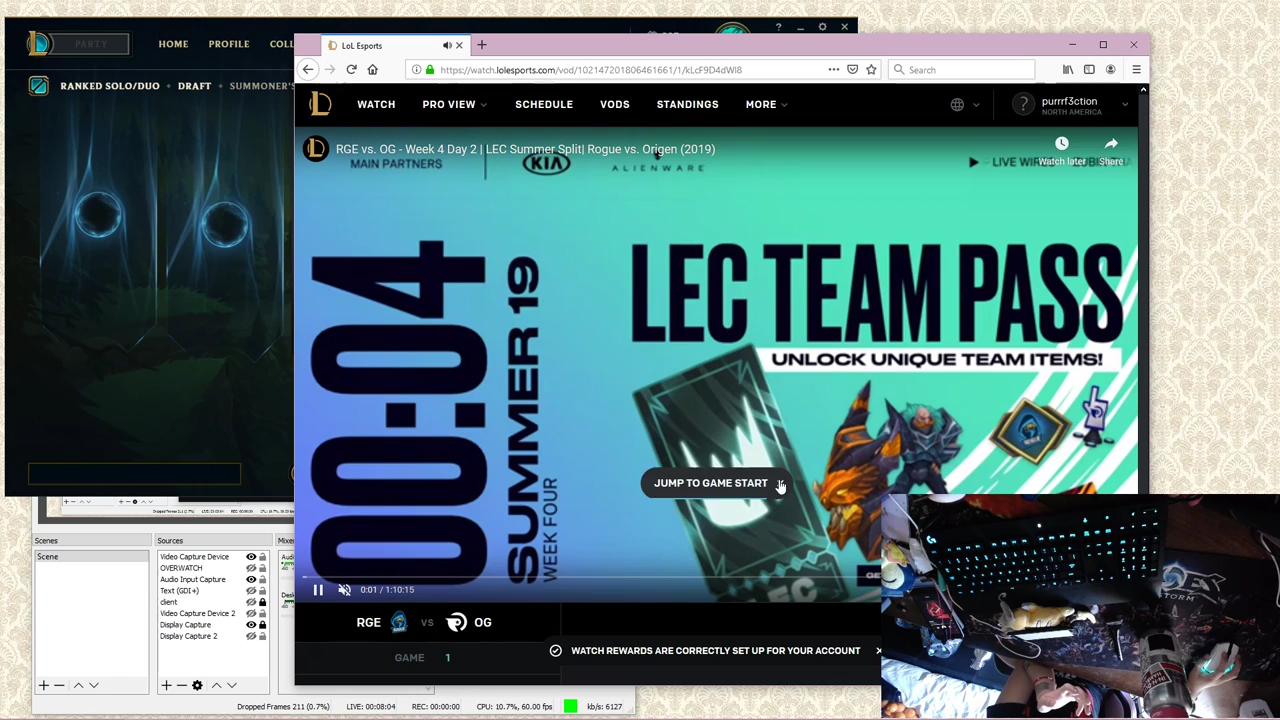 PARTY
HOME
PROFILE
COLL
RANKED SOLO/DUO • DRAFT • SUMMONER'S
LoL Esports
https://watch.lolesports.com/vod/102147201806461661/1/kLcF9D4dWI8
Search
WATCH
PRO VIEW
SCHEDULE
VODS
STANDINGS
MORE
purrrf3ction
NORTH AMERICA
RGE vs. OG - Week 4 Day 2 | LEC Summer Split| Rogue vs. Origen (2019)
Watch later
Share
MAIN PARTNERS
KIA
ALIENWARE
00:04
SUMMER 19
WEEK FOUR
LEC TEAM PASS
UNLOCK UNIQUE TEAM ITEMS!
JUMP TO GAME START
0:01 / 1:10:15
RGE VS OG
GAME 1
WATCH REWARDS ARE CORRECTLY SET UP FOR YOUR ACCOUNT
Scenes
Scene
Sources
Video Capture Device
OVERWATCH
Audio Input Capture
Text (GDI+)
client
Video Capture Device 2
Display Capture
Display Capture 2
Mixer
Dropped Frames 211 (0.7%)
LIVE: 00:08:04
REC: 00:00:00
CPU: 10.7%, 60.00 fps
kb/s: 6127